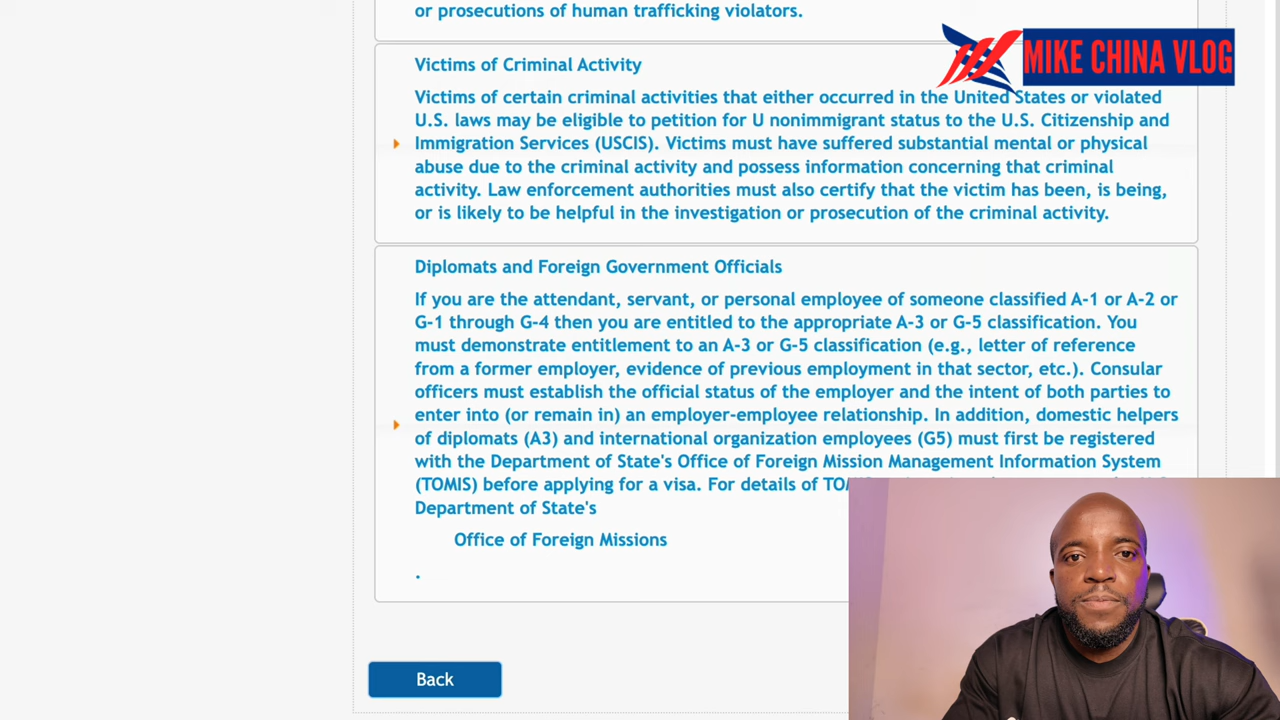 or prosecutions of human trafficking violators.
MIKE CHINA VLOG
Victims of Criminal Activity
Victims of certain criminal activities that either occurred in the United States or violated
U.S. laws may be eligible to petition for U nonimmigrant status to the U.S. Citizenship and
Immigration Services (USCIS). Victims must have suffered substantial mental or physical
abuse due to the criminal activity and possess information concerning that criminal
activity. Law enforcement authorities must also certify that the victim has been, is being,
or is likely to be helpful in the investigation or prosecution of the criminal activity.
Diplomats and Foreign Government Officials
If you are the attendant, servant, or personal employee of someone classified A-1 or A-2 or
G-1 through G-4 then you are entitled to the appropriate A-3 or G-5 classification. You
must demonstrate entitlement to an A-3 or G-5 classification (e.g., letter of reference
from a former employer, evidence of previous employment in that sector, etc.). Consular
officers must establish the official status of the employer and the intent of both parties to
enter into (or remain in) an employer-employee relationship. In addition, domestic helpers
of diplomats (A3) and international organization employees (G5) must first be registered
with the Department of State's Office of Foreign Mission Management Information System
(TOMIS) before applying for a visa. For details of
Department of State's
Office of Foreign Missions
.
Back